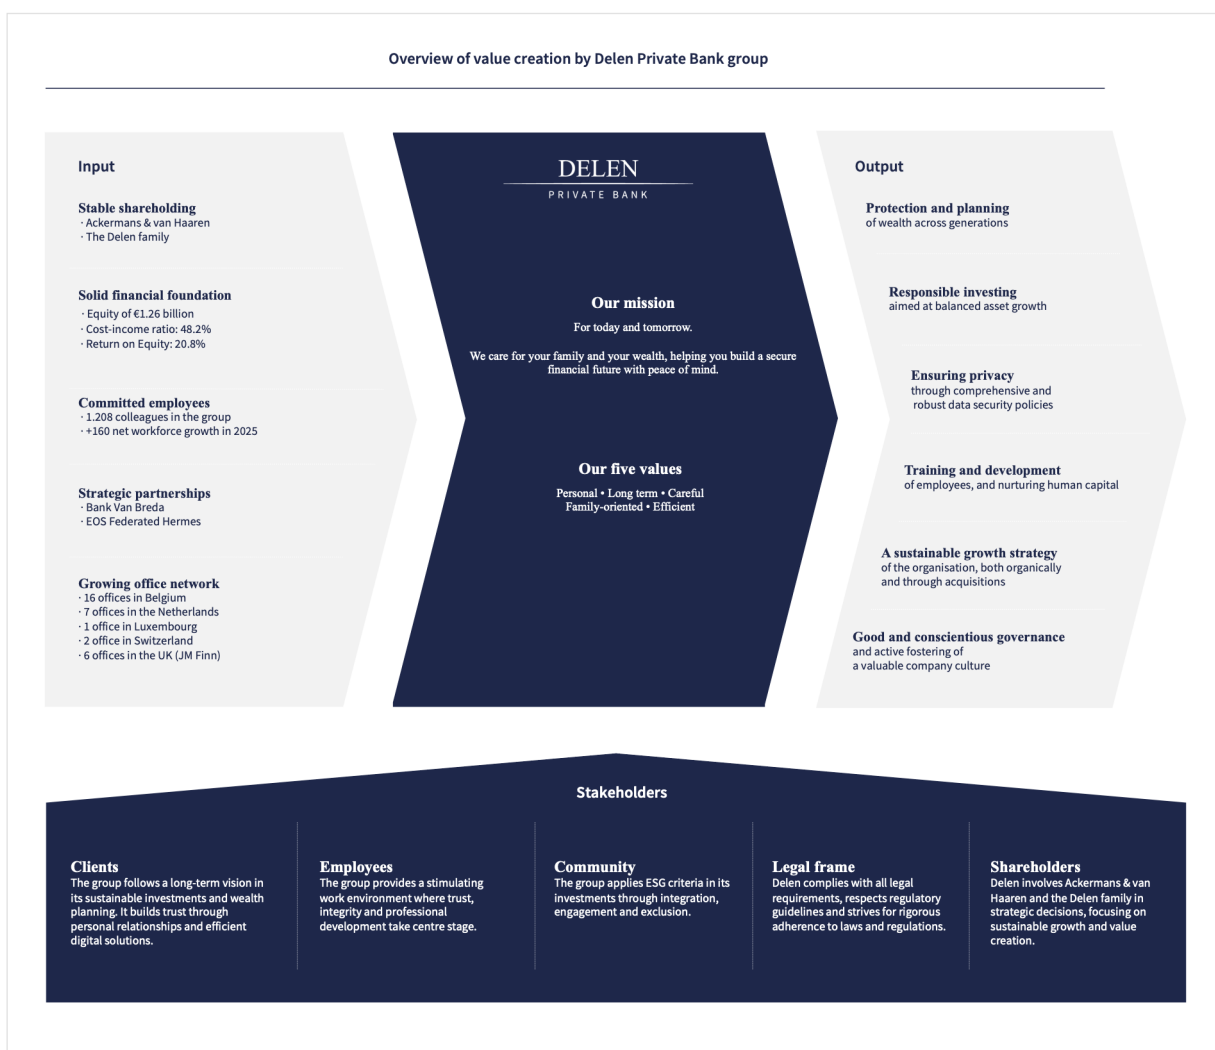 Overview of value creation by Delen Private Bank group
Input
Stable shareholding
· Ackermans & van Haaren
· The Delen family
Solid financial foundation
· Equity of €1.26 billion
· Cost-income ratio: 48.2%
· Return on Equity: 20.8%
Committed employees
· 1.208 colleagues in the group
· +160 net workforce growth in 2025
Strategic partnerships
· Bank Van Breda
· EOS Federated Hermes
Growing office network
· 16 offices in Belgium
· 7 offices in the Netherlands
· 1 office in Luxembourg
· 2 office in Switzerland
· 6 offices in the UK (JM Finn)
DELEN
PRIVATE BANK
Our mission
For today and tomorrow.
We care for your family and your wealth, helping you build a secure
financial future with peace of mind.
Our five values
Personal • Long term • Careful
Family-oriented • Efficient
Output
Protection and planning
of wealth across generations
Responsible investing
aimed at balanced asset growth
Ensuring privacy
through comprehensive and
robust data security policies
Training and development
of employees, and nurturing human capital
A sustainable growth strategy
of the organisation, both organically
and through acquisitions
Good and conscientious governance
and active fostering of
a valuable company culture
Stakeholders
Clients
The group follows a long-term vision in
its sustainable investments and wealth
planning. It builds trust through
personal relationships and efficient
digital solutions.
Employees
The group provides a stimulating
work environment where trust,
integrity and professional
development take centre stage.
Community
The group applies ESG criteria in its
investments through integration,
engagement and exclusion.
Legal frame
Delen complies with all legal
requirements, respects regulatory
guidelines and strives for rigorous
adherence to laws and regulations.
Shareholders
Delen involves Ackermans & van
Haaren and the Delen family in
strategic decisions, focusing on
sustainable growth and value
creation.